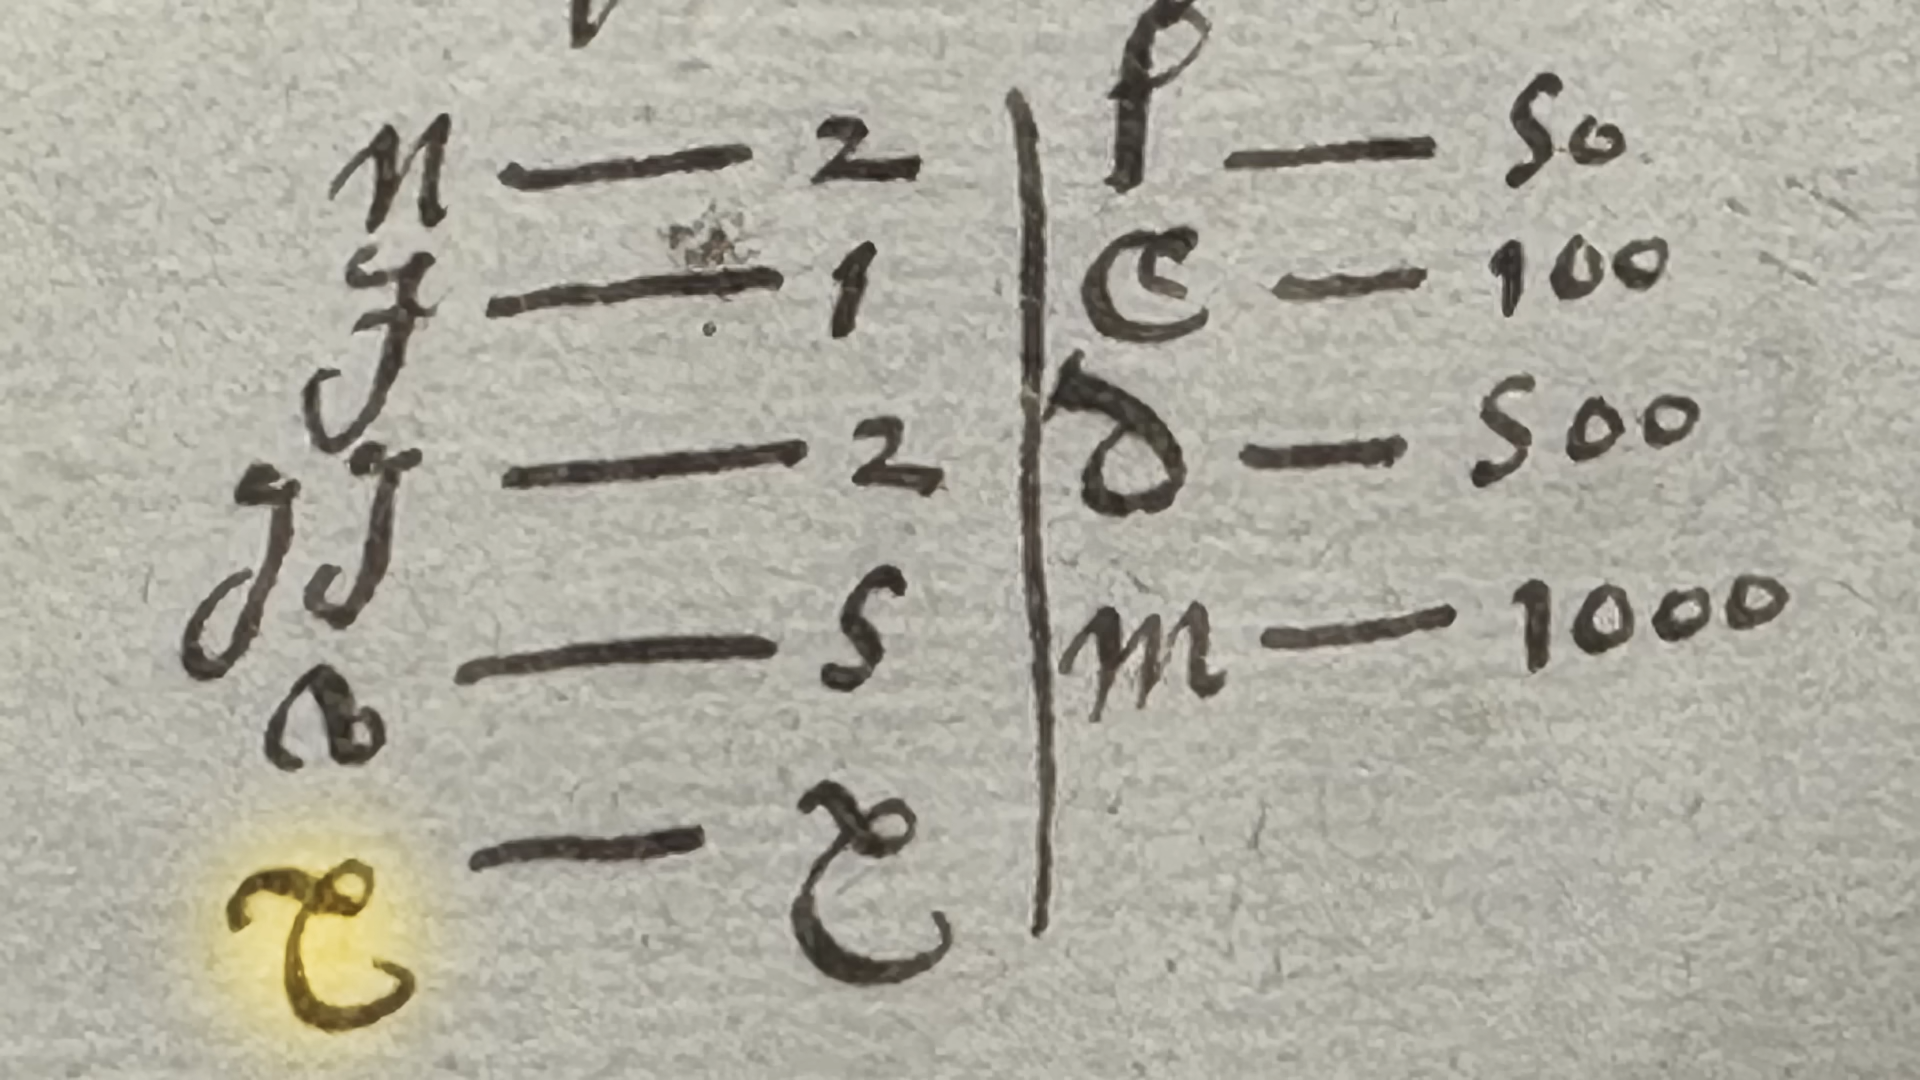 n — 2
J — 1
JJ — 2
— 5
l — 50
C — 100
D — 500
m — 1000